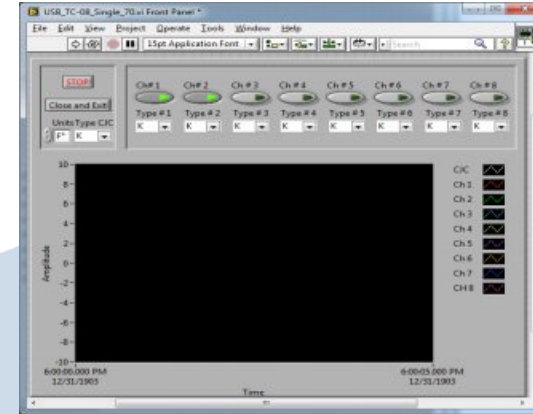 USB_TC-08_Single_70.vi Front Panel *
File Edit View Project Operate Tools Window Help
15pt Application Font
Search
STOP
Close and Exit
Units Type CJC
F° K
Ch# 1 Ch# 2 Ch # 3 Ch # 4 Ch # 5 Ch # 6 Ch # 7 Ch # 8
Type # 1 Type # 2 Type # 3 Type # 4 Type # 5 Type # 6 Type # 7 Type # 8
K K K K K K K K
10
8
6
4
2
0
-2
-4
-6
-8
-10
Amplitude
6:00:00.000 PM
12/31/1903
6:00:05.000 PM
12/31/1903
Time
CJC
Ch 1
Ch 2
Ch 3
Ch 4
Ch 5
Ch 6
Ch 7
CH 8